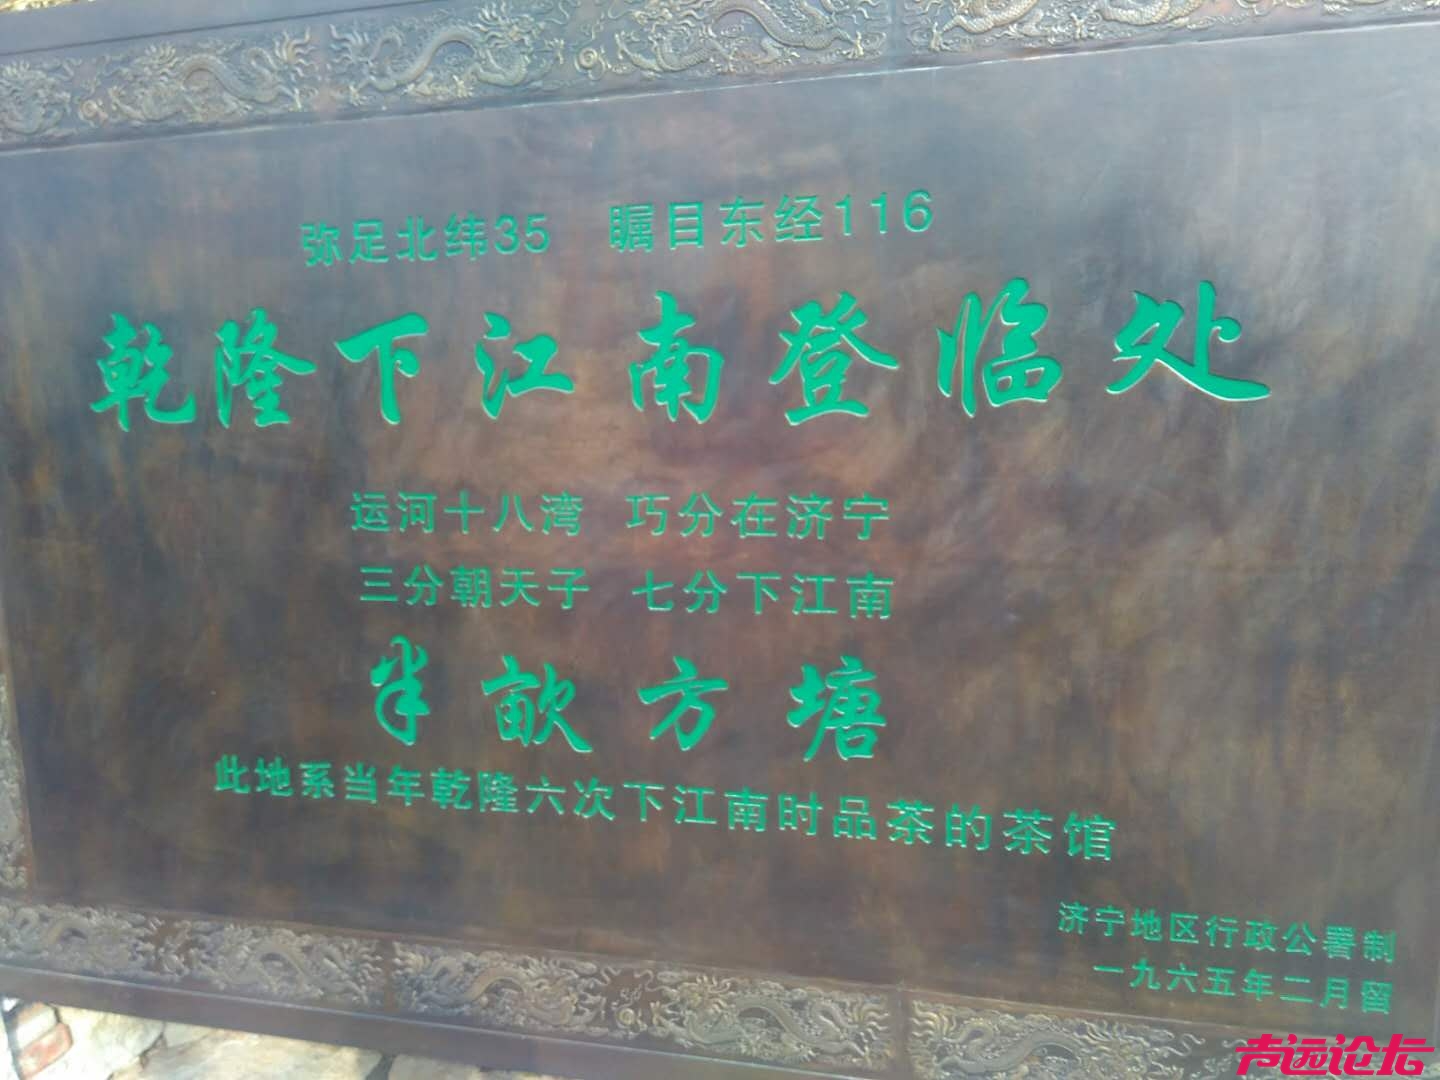 弥足北纬35 瞩目东经116
乾隆下江南登临处
运河十八湾 巧分在济宁
三分朝天子 七分下江南
半畝方塘
此地系当年乾隆六次下江南时品茶的茶馆
济宁地区行政公署制
一九六五年二月留
声远论坛